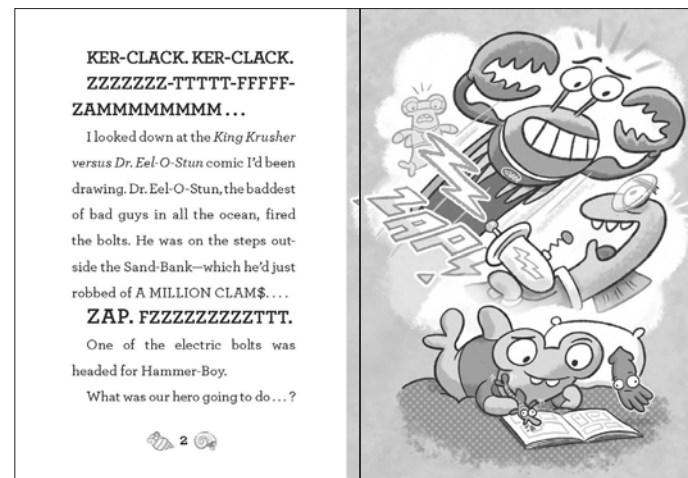 KER-CLACK. KER-CLACK.
ZZZZZZZ-TTTTT-FFFFF-
ZAMMMMMMMMM . . .
I looked down at the King Krusher
versus Dr. Eel-O-Stun comic I’d been
drawing. Dr. Eel-O-Stun, the baddest
of bad guys in all the ocean, fired
the bolts. He was on the steps out-
side the Sand-Bank—which he’d just
robbed of A MILLION CLAM$. . . .
ZAP. FZZZZZZZZZTTT.
One of the electric bolts was
headed for Hammer-Boy.
What was our hero going to do . . . ?
2
ZAP!